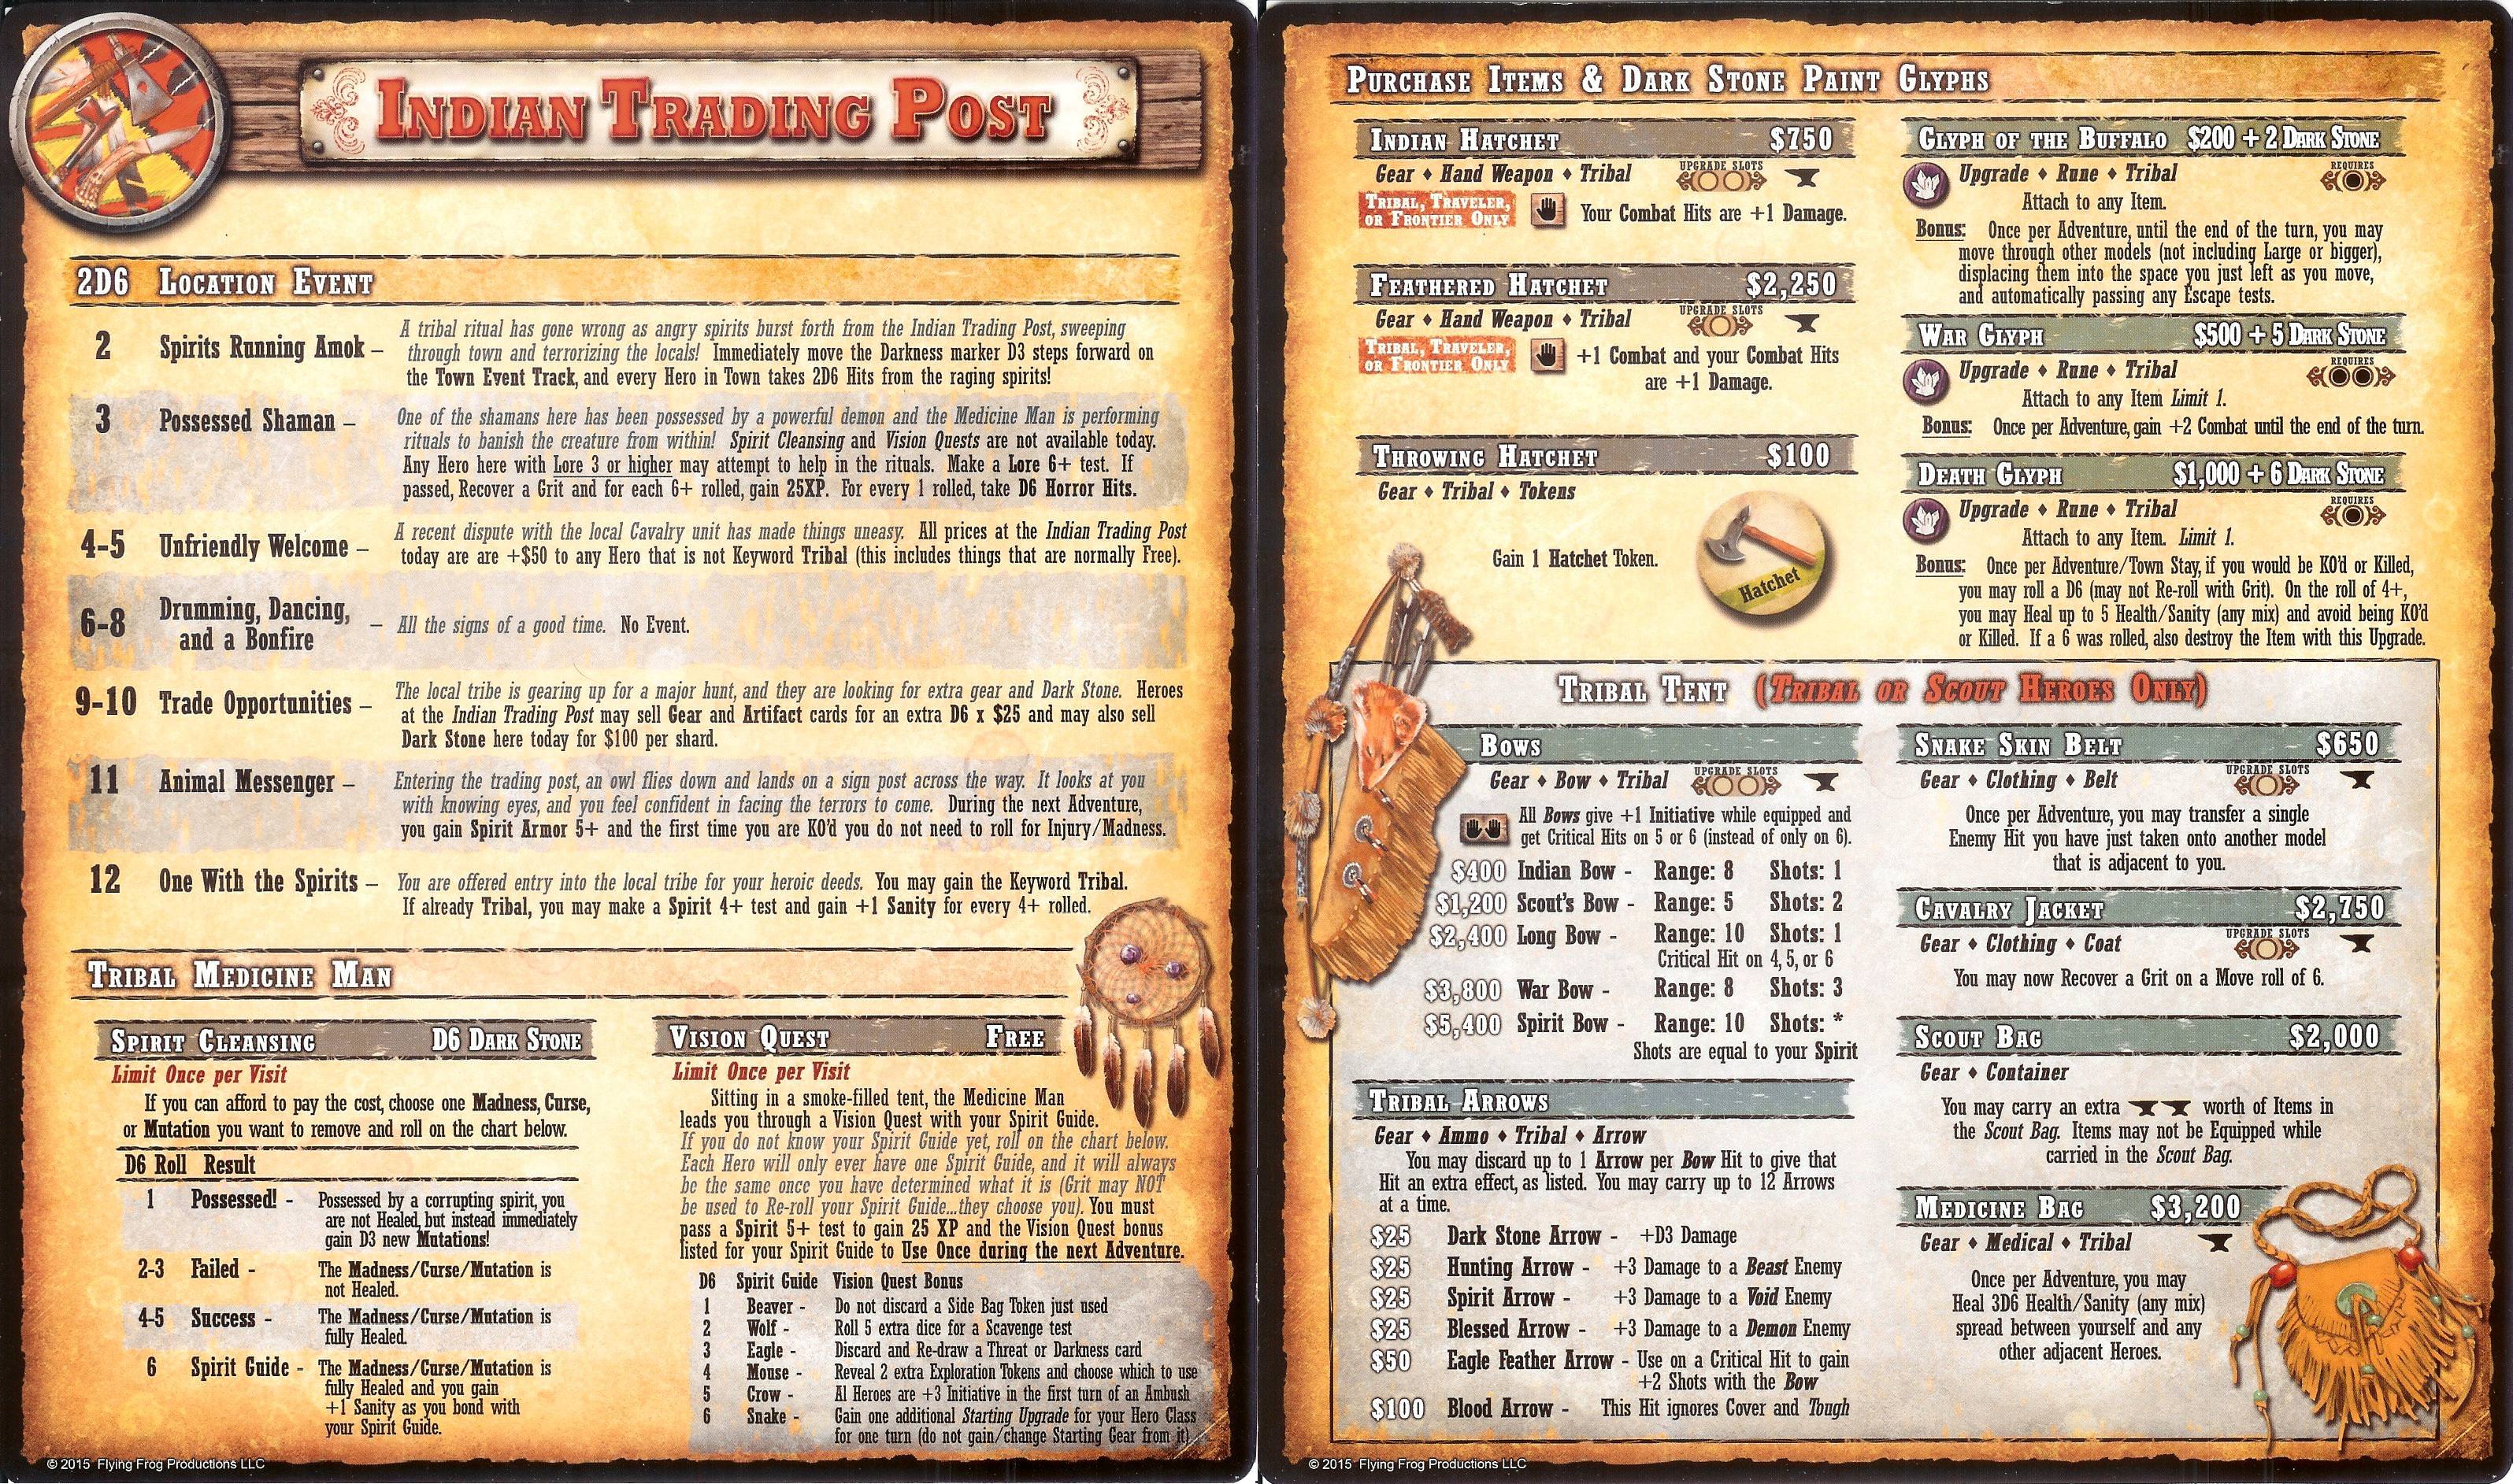 INDIAN TRADING POST
2D6 LOCATION EVENT
2 Spirits Running Amok – A tribal ritual has gone wrong as angry spirits burst forth from the Indian Trading Post, sweeping
through town and terrorizing the locals! Immediately move the Darkness marker D3 steps forward on
the Town Event Track, and every Hero in Town takes 2D6 Hits from the raging spirits!
3 Possessed Shaman – One of the shamans here has been possessed by a powerful demon and the Medicine Man is performing
rituals to banish the creature from within! Spirit Cleansing and Vision Quests are not available today.
Any Hero here with Lore 3 or higher may attempt to help in the rituals. Make a Lore 6+ test. If
passed, Recover a Grit and for each 6+ rolled, gain 25XP. For every 1 rolled, take D6 Horror Hits.
4-5 Unfriendly Welcome – A recent dispute with the local Cavalry unit has made things uneasy. All prices at the Indian Trading Post
today are are +$50 to any Hero that is not Keyword Tribal (this includes things that are normally Free).
6-8 Drumming, Dancing,
and a Bonfire – All the signs of a good time. No Event.
9-10 Trade Opportunities – The local tribe is gearing up for a major hunt, and they are looking for extra gear and Dark Stone. Heroes
at the Indian Trading Post may sell Gear and Artifact cards for an extra D6 x $25 and may also sell
Dark Stone here today for $100 per shard.
11 Animal Messenger – Entering the trading post, an owl flies down and lands on a sign post across the way. It looks at you
with knowing eyes, and you feel confident in facing the terrors to come. During the next Adventure,
you gain Spirit Armor 5+ and the first time you are KO'd you do not need to roll for Injury/Madness.
12 One With the Spirits – You are offered entry into the local tribe for your heroic deeds. You may gain the Keyword Tribal.
If already Tribal, you may make a Spirit 4+ test and gain +1 Sanity for every 4+ rolled.
TRIBAL MEDICINE MAN
SPIRIT CLEANSING D6 DARK STONE
Limit Once per Visit
If you can afford to pay the cost, choose one Madness, Curse,
or Mutation you want to remove and roll on the chart below.
D6 Roll Result
1 Possessed! - Possessed by a corrupting spirit, you
are not Healed, but instead immediately
gain D3 new Mutations!
2-3 Failed - The Madness/Curse/Mutation is
not Healed.
4-5 Success - The Madness/Curse/Mutation is
fully Healed.
6 Spirit Guide - The Madness/Curse/Mutation is
fully Healed and you gain
+1 Sanity as you bond with
your Spirit Guide.
VISION QUEST FREE
Limit Once per Visit
Sitting in a smoke-filled tent, the Medicine Man
leads you through a Vision Quest with your Spirit Guide.
If you do not know your Spirit Guide yet, roll on the chart below.
Each Hero will only ever have one Spirit Guide, and it will always
be the same once you have determined what it is (Grit may NOT
be used to Re-roll your Spirit Guide...they choose you). You must
pass a Spirit 5+ test to gain 25 XP and the Vision Quest bonus
listed for your Spirit Guide to Use Once during the next Adventure.
D6 Spirit Guide Vision Quest Bonus
1 Beaver - Do not discard a Side Bag Token just used
2 Wolf - Roll 5 extra dice for a Scavenge test
3 Eagle - Discard and Re-draw a Threat or Darkness card
4 Mouse - Reveal 2 extra Exploration Tokens and choose which to use
5 Crow - Al Heroes are +3 Initiative in the first turn of an Ambush
6 Snake - Gain one additional Starting Upgrade for your Hero Class
for one turn (do not gain/change Starting Gear from it)
© 2015 Flying Frog Productions LLC
PURCHASE ITEMS & DARK STONE PAINT GLYPHS
INDIAN HATCHET $750
Gear ♦ Hand Weapon ♦ Tribal UPGRADE SLOTS
TRIBAL, TRAVELER,
OR FRONTIER ONLY
Your Combat Hits are +1 Damage.
FEATHERED HATCHET $2,250
Gear ♦ Hand Weapon ♦ Tribal UPGRADE SLOTS
TRIBAL, TRAVELER,
OR FRONTIER ONLY
+1 Combat and your Combat Hits
are +1 Damage.
THROWING HATCHET $100
Gear ♦ Tribal ♦ Tokens
Gain 1 Hatchet Token.
Hatchet
GLYPH OF THE BUFFALO $200 + 2 DARK STONE
Upgrade ♦ Rune ♦ Tribal REQUIRES
Attach to any Item.
Bonus: Once per Adventure, until the end of the turn, you may
move through other models (not including Large or bigger),
displacing them into the space you just left as you move,
and automatically passing any Escape tests.
WAR GLYPH $500 + 5 DARK STONE
Upgrade ♦ Rune ♦ Tribal REQUIRES
Attach to any Item Limit 1.
Bonus: Once per Adventure, gain +2 Combat until the end of the turn.
DEATH GLYPH $1,000 + 6 DARK STONE
Upgrade ♦ Rune ♦ Tribal REQUIRES
Attach to any Item. Limit 1.
Bonus: Once per Adventure/Town Stay, if you would be KO'd or Killed,
you may roll a D6 (may not Re-roll with Grit). On the roll of 4+,
you may Heal up to 5 Health/Sanity (any mix) and avoid being KO'd
or Killed. If a 6 was rolled, also destroy the Item with this Upgrade.
TRIBAL TENT (TRIBAL OR SCOUT HEROES ONLY)
BOWS
Gear ♦ Bow ♦ Tribal UPGRADE SLOTS
All Bows give +1 Initiative while equipped and
get Critical Hits on 5 or 6 (instead of only on 6).
$400 Indian Bow - Range: 8 Shots: 1
$1,200 Scout's Bow - Range: 5 Shots: 2
$2,400 Long Bow - Range: 10 Shots: 1
Critical Hit on 4, 5, or 6
$3,800 War Bow - Range: 8 Shots: 3
$5,400 Spirit Bow - Range: 10 Shots: *
Shots are equal to your Spirit
TRIBAL ARROWS
Gear ♦ Ammo ♦ Tribal ♦ Arrow
You may discard up to 1 Arrow per Bow Hit to give that
Hit an extra effect, as listed. You may carry up to 12 Arrows
at a time.
$25 Dark Stone Arrow - +D3 Damage
$25 Hunting Arrow - +3 Damage to a Beast Enemy
$25 Spirit Arrow - +3 Damage to a Void Enemy
$25 Blessed Arrow - +3 Damage to a Demon Enemy
$50 Eagle Feather Arrow - Use on a Critical Hit to gain
+2 Shots with the Bow
$100 Blood Arrow - This Hit ignores Cover and Tough
SNAKE SKIN BELT $650
Gear ♦ Clothing ♦ Belt UPGRADE SLOTS
Once per Adventure, you may transfer a single
Enemy Hit you have just taken onto another model
that is adjacent to you.
CAVALRY JACKET $2,750
Gear ♦ Clothing ♦ Coat UPGRADE SLOTS
You may now Recover a Grit on a Move roll of 6.
SCOUT BAG $2,000
Gear ♦ Container
You may carry an extra worth of Items in
the Scout Bag. Items may not be Equipped while
carried in the Scout Bag.
MEDICINE BAG $3,200
Gear ♦ Medical ♦ Tribal
Once per Adventure, you may
Heal 3D6 Health/Sanity (any mix)
spread between yourself and any
other adjacent Heroes.
© 2015 Flying Frog Productions LLC